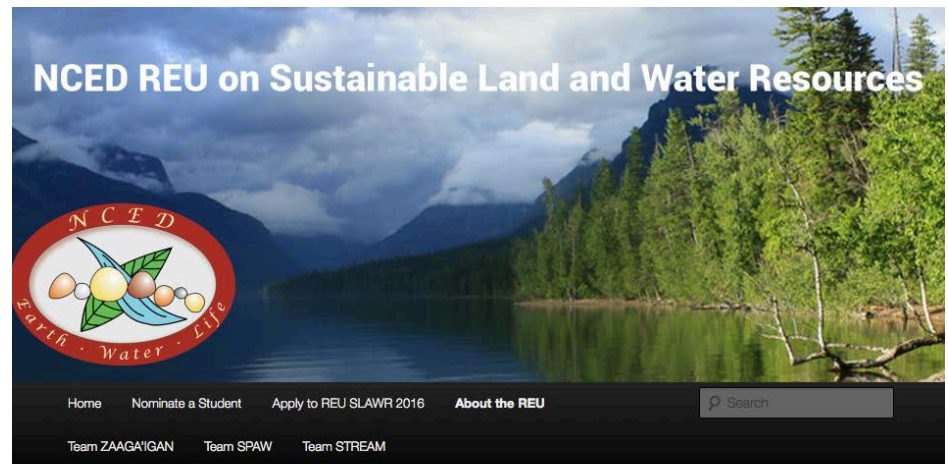 NCED REU on Sustainable Land and Water Resources
NCED
Earth · Water · Life
Home Nominate a Student Apply to REU SLAWR 2016 About the REU Search
Team ZAAGA'IGAN Team SPAW Team STREAM